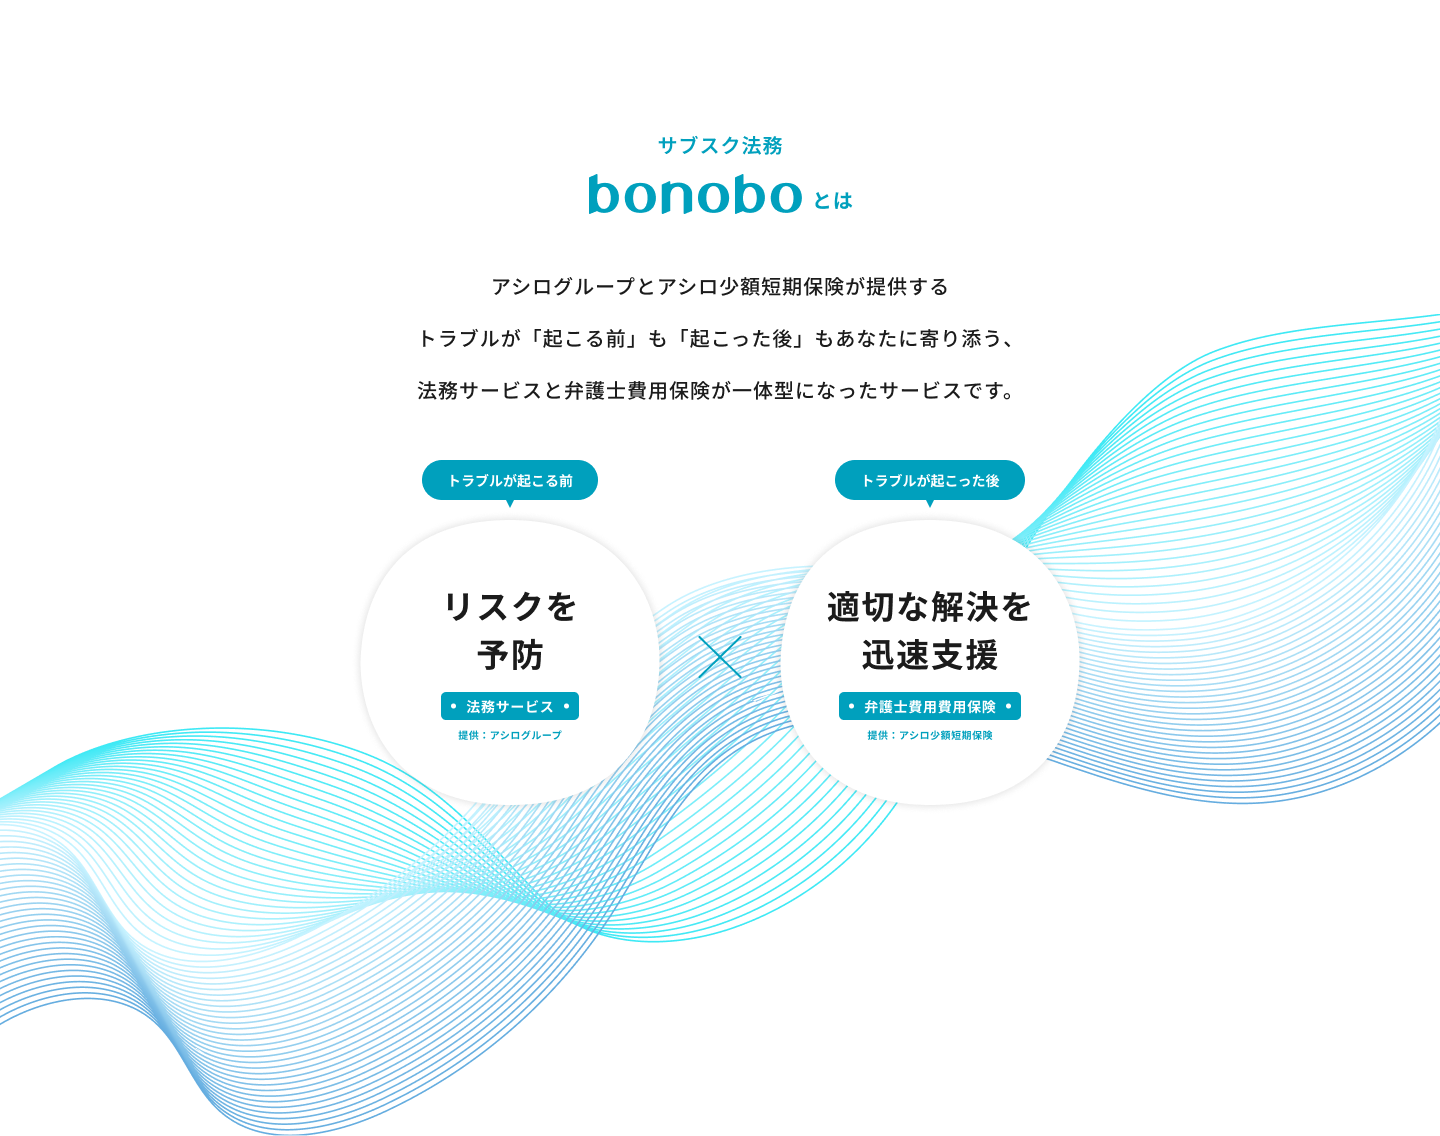 サブスク法務
bonobo とは
アシログループとアシロ少額短期保険が提供する
トラブルが「起こる前」も「起こった後」もあなたに寄り添う、
法務サービスと弁護士費用保険が一体型になったサービスです。
トラブルが起こる前
リスクを
予防
法務サービス
提供：アシログループ
トラブルが起こった後
適切な解決を
迅速支援
弁護士費用費用保険
提供：アシロ少額短期保険